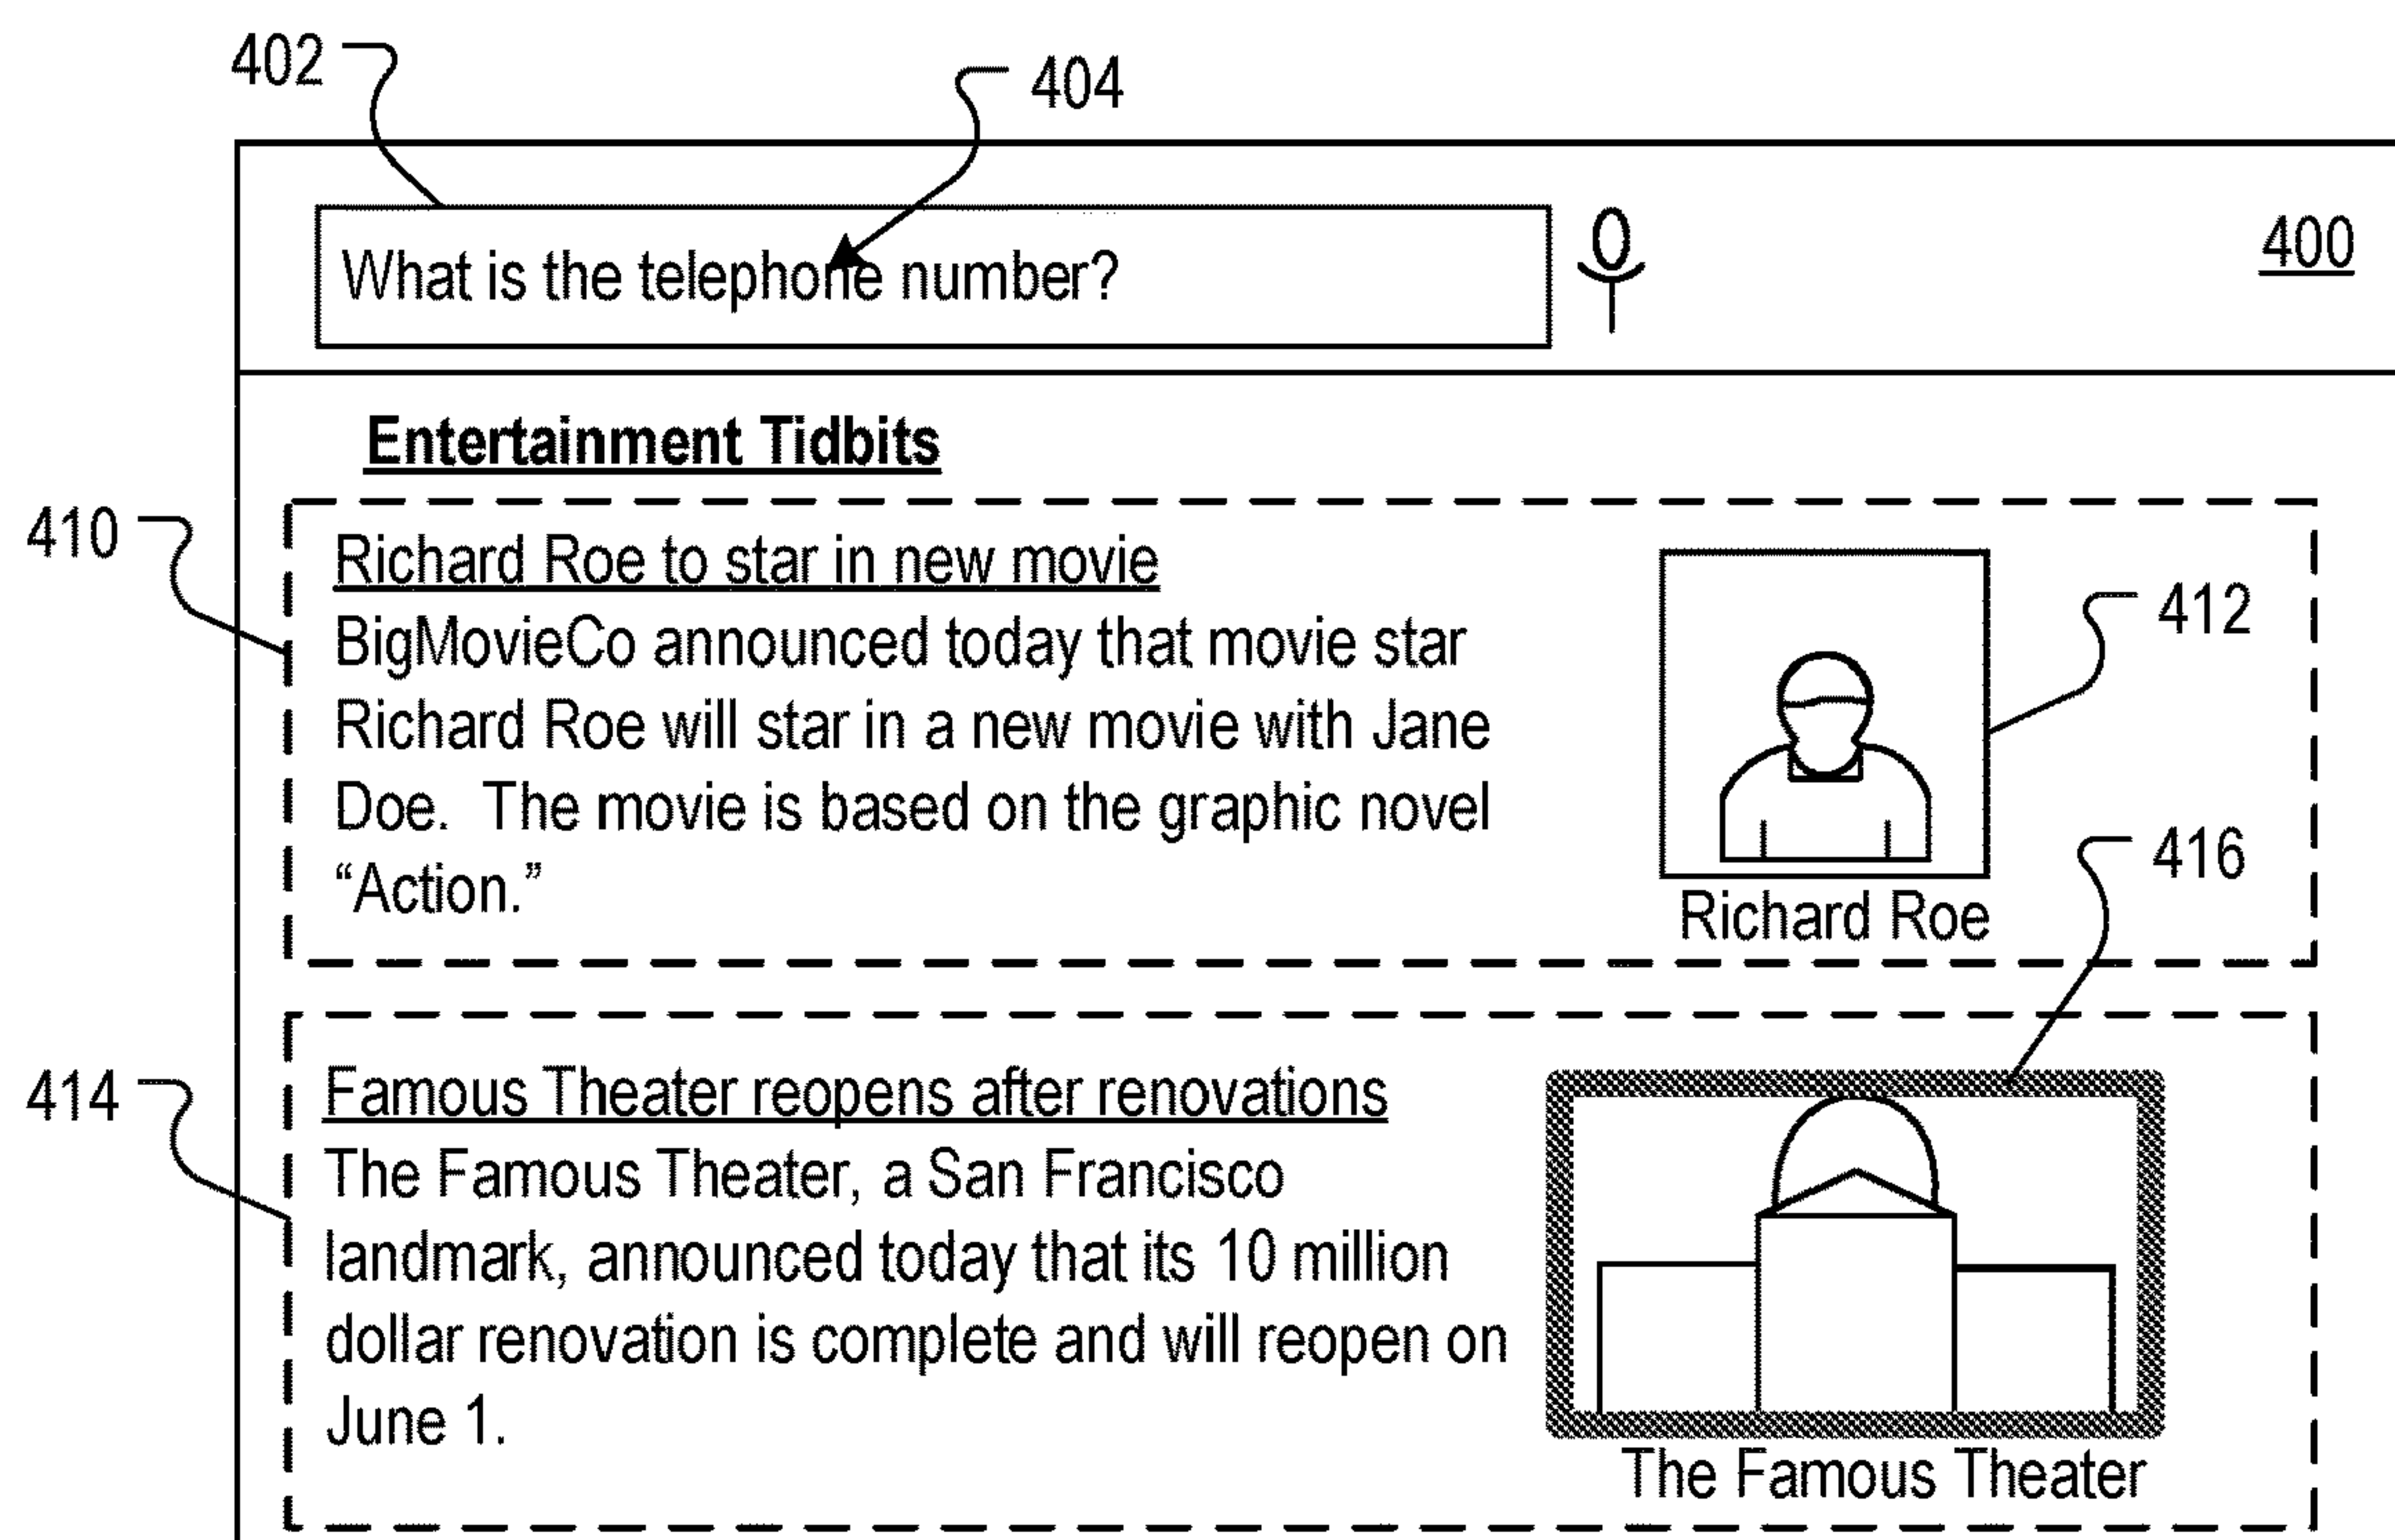 402
404
What is the telephone number?
400
Entertainment Tidbits
410
Richard Roe to star in new movie
BigMovieCo announced today that movie star
Richard Roe will star in a new movie with Jane
Doe. The movie is based on the graphic novel
“Action.”
412
Richard Roe
416
414
Famous Theater reopens after renovations
The Famous Theater, a San Francisco
landmark, announced today that its 10 million
dollar renovation is complete and will reopen on
June 1.
The Famous Theater